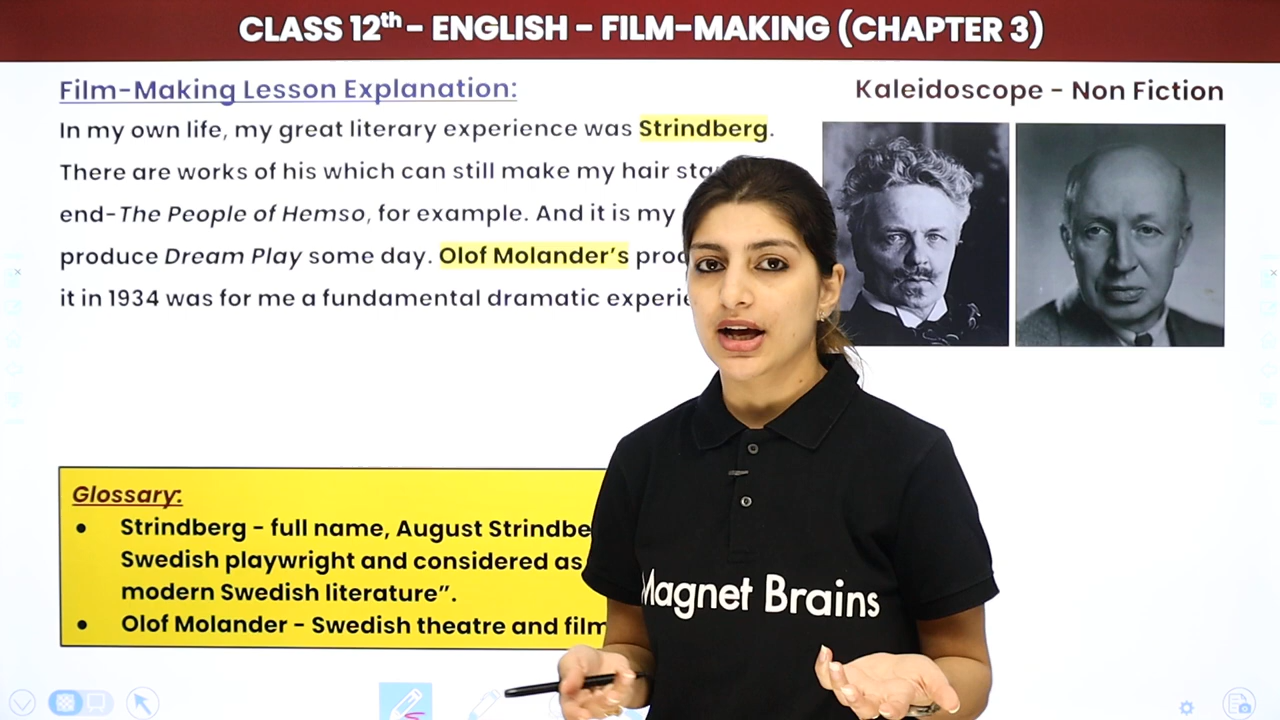 CLASS 12th - ENGLISH - FILM-MAKING (CHAPTER 3)
Film-Making Lesson Explanation:
Kaleidoscope - Non Fiction
In my own life, my great literary experience was Strindberg.
There are works of his which can still make my hair
end-The People of Hemso, for example. And it is my
produce Dream Play some day. Olof Molander's
it in 1934 was for me a fundamental dramatic
Glossary:
• Strindberg - full name, August
Swedish playwright and considered as
modern Swedish literature”.
• Olof Molander - Swedish theatre and film
Magnet Brains